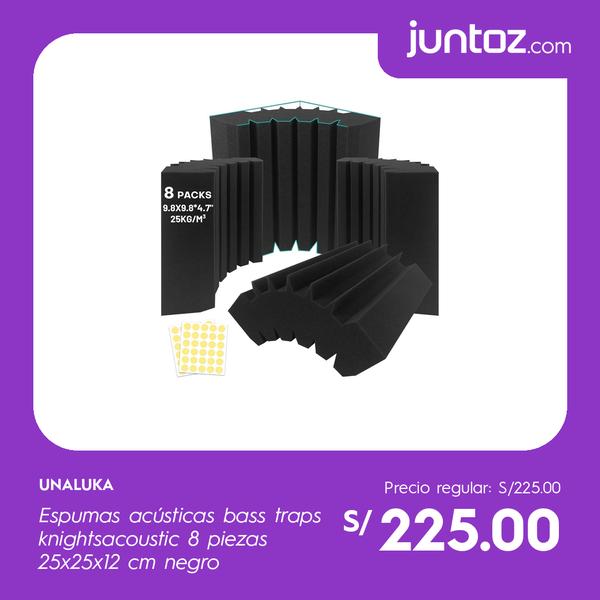 juntoz.com
8 PACKS
9.8X9.8*4.7"
25KG/M³
UNALUKA
Espumas acústicas bass traps
knightsacoustic 8 piezas
25x25x12 cm negro
Precio regular: S/225.00
S/ 225.00